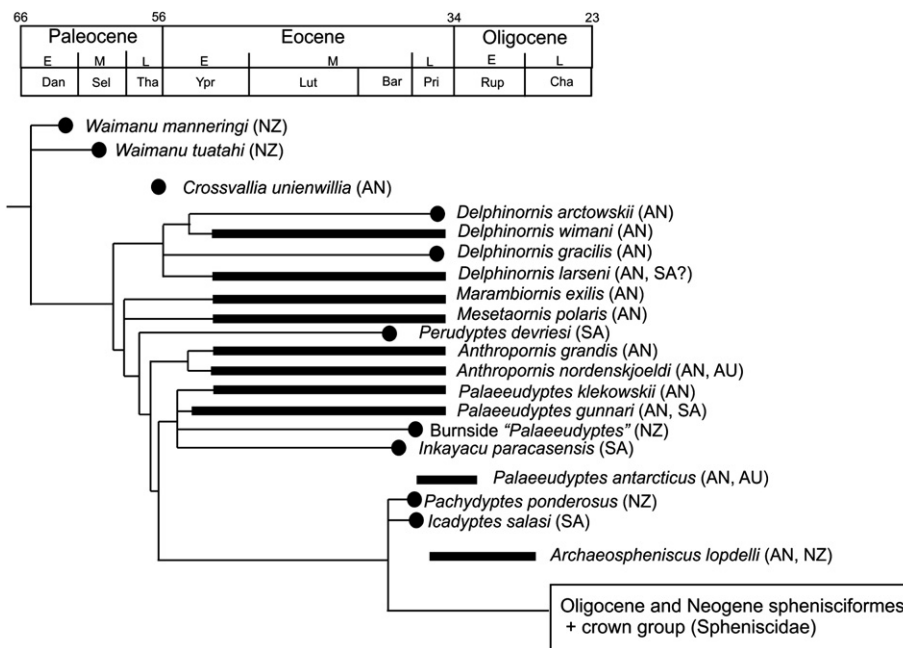 66 56 34 23
Paleocene Eocene Oligocene
E M L E M L E L
Dan Sel Tha Ypr Lut Bar Pri Rup Cha
Waimanu manneringi (NZ)
Waimanu tuatahi (NZ)
Crossvallia unienwillia (AN)
Delphinornis arctowskii (AN)
Delphinornis wimani (AN)
Delphinornis gracilis (AN)
Delphinornis larseni (AN, SA?)
Marambiornis exilis (AN)
Mesetaornis polaris (AN)
Perudyptes devriesi (SA)
Anthropornis grandis (AN)
Anthropornis nordenskjoeldi (AN, AU)
Palaeeudyptes klekowskii (AN)
Palaeeudyptes gunnari (AN, SA)
Burnside "Palaeeudyptes" (NZ)
Inkayacu paracasensis (SA)
Palaeeudyptes antarcticus (AN, AU)
Pachydyptes ponderosus (NZ)
Icadyptes salasi (SA)
Archaeospheniscus lopdelli (AN, NZ)
Oligocene and Neogene sphenisciformes
+ crown group (Spheniscidae)